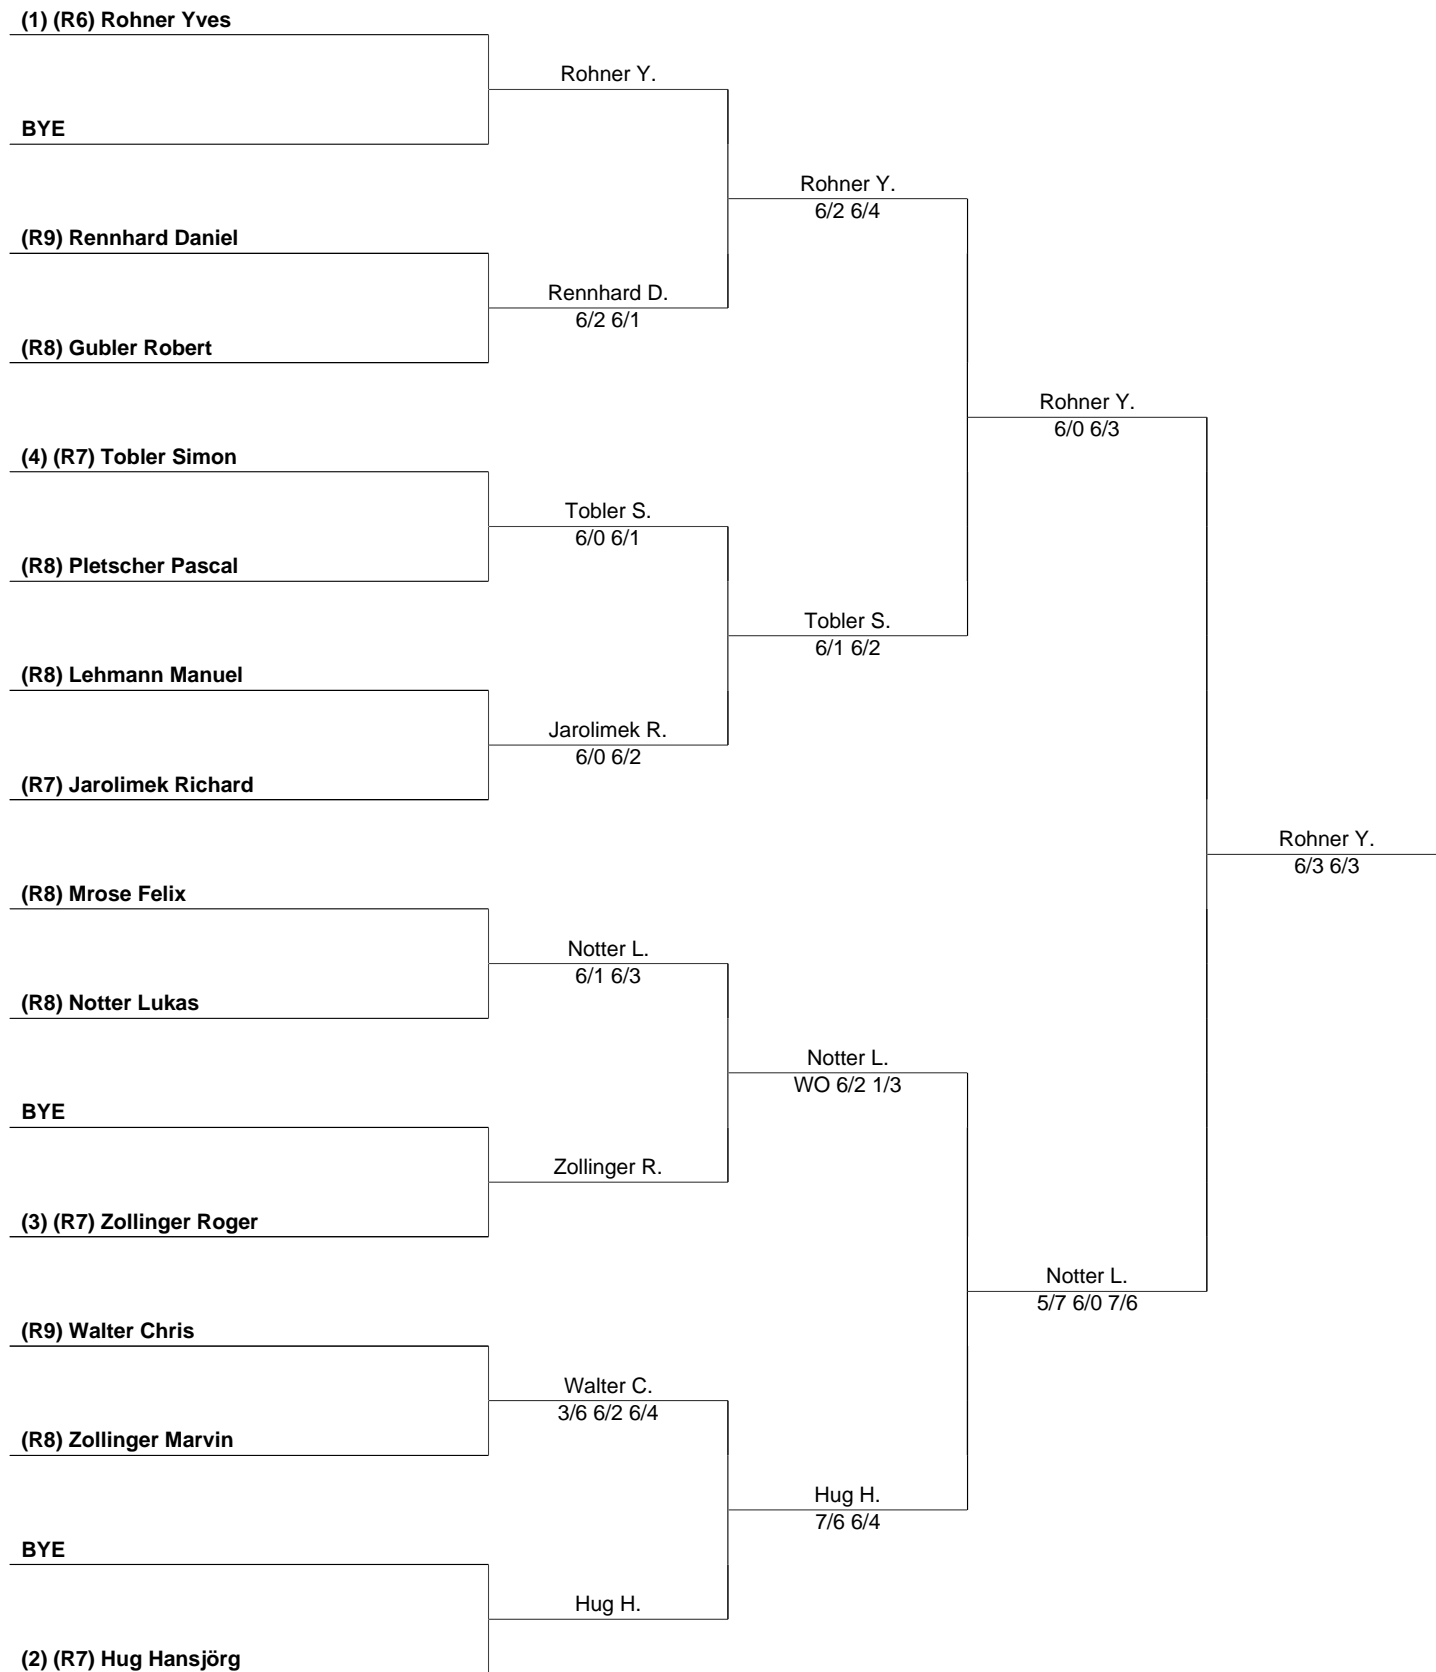 (1) (R6) Rohner Yves
Rohner Y.
BYE
Rohner Y.
6/2 6/4
(R9) Rennhard Daniel
Rennhard D.
6/2 6/1
(R8) Gubler Robert
Rohner Y.
6/0 6/3
(4) (R7) Tobler Simon
Tobler S.
6/0 6/1
(R8) Pletscher Pascal
Tobler S.
6/1 6/2
(R8) Lehmann Manuel
Jarolimek R.
6/0 6/2
(R7) Jarolimek Richard
Rohner Y.
6/3 6/3
(R8) Mrose Felix
Notter L.
6/1 6/3
(R8) Notter Lukas
Notter L.
WO 6/2 1/3
BYE
Zollinger R.
(3) (R7) Zollinger Roger
Notter L.
5/7 6/0 7/6
(R9) Walter Chris
Walter C.
3/6 6/2 6/4
(R8) Zollinger Marvin
Hug H.
7/6 6/4
BYE
Hug H.
(2) (R7) Hug Hansjörg